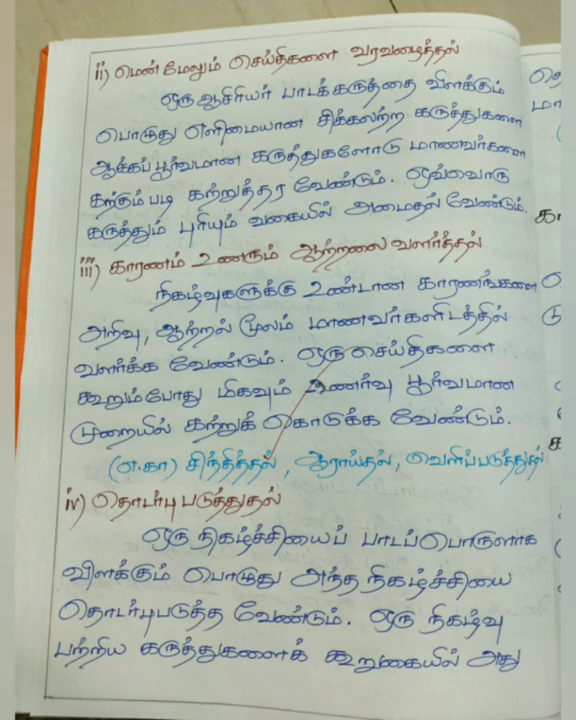 ii) மென்மேலும் செய்திகளை வரவழைத்தல்
ஒரு ஆசிரியர் பாடக்கருத்தை விளக்கும்
பொழுது எளிமையான சிக்கலற்ற கருத்துகளை
ஆக்கப்பூர்வமான கருத்துகளோடு மாணவர்களை
கற்கும்படி கற்றுத்தர வேண்டும். ஒவ்வொரு
கருத்தும் புரியும் வகையில் அமைதல் வேண்டும்.
iii) காரணம் உணரும் ஆற்றலை வளர்த்தல்
நிகழ்வுகளுக்கு உண்டான காரணங்களை
அறிவு, ஆற்றல் மூலம் மாணவர்களிடத்தில்
வளர்க்க வேண்டும். ஒரு செய்திகளை
கூறும்போது மிகவும் உணர்வு பூர்வமான
முறையில் கற்றுக் கொடுக்க வேண்டும்.
(எ.கா) சிந்தித்தல், ஆராய்தல், வெளிப்படுத்துதல்
iv) தொடர்பு படுத்துதல்
ஒரு நிகழ்ச்சியைப் பாடப்பொருளாக
விளக்கும் பொழுது அந்த நிகழ்ச்சியை
தொடர்புபடுத்த வேண்டும். ஒரு நிகழ்வு
பற்றிய கருத்துகளைக் கூறுகையில் அது